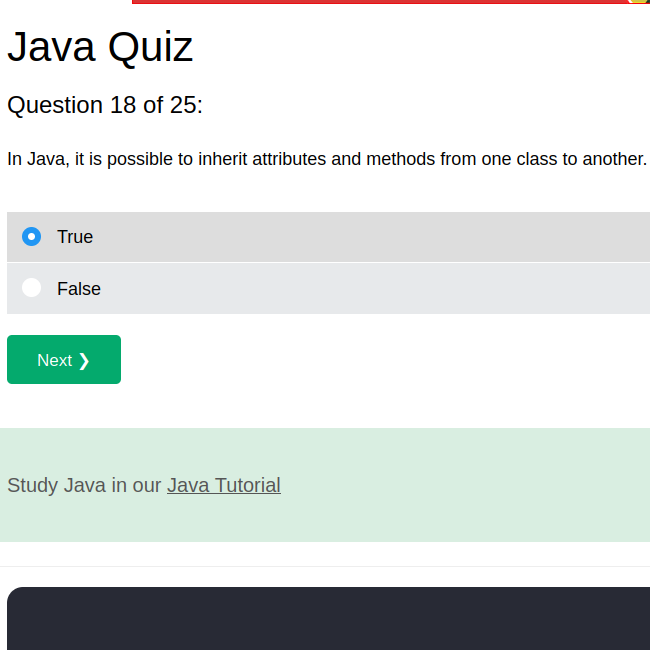 Java Quiz
Question 18 of 25:
In Java, it is possible to inherit attributes and methods from one class to another.
True
False
Next ❯
Study Java in our Java Tutorial